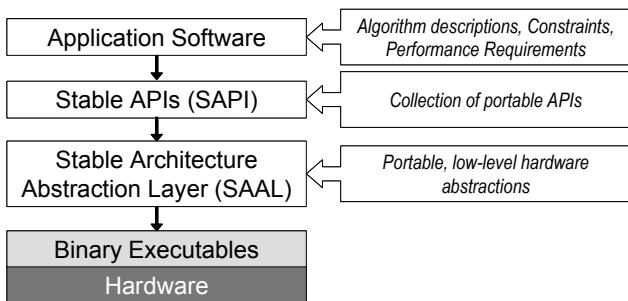 Application Software
Algorithm descriptions, Constraints,
Performance Requirements
Stable APIs (SAPI)
Collection of portable APIs
Stable Architecture
Abstraction Layer (SAAL)
Portable, low-level hardware
abstractions
Binary Executables
Hardware